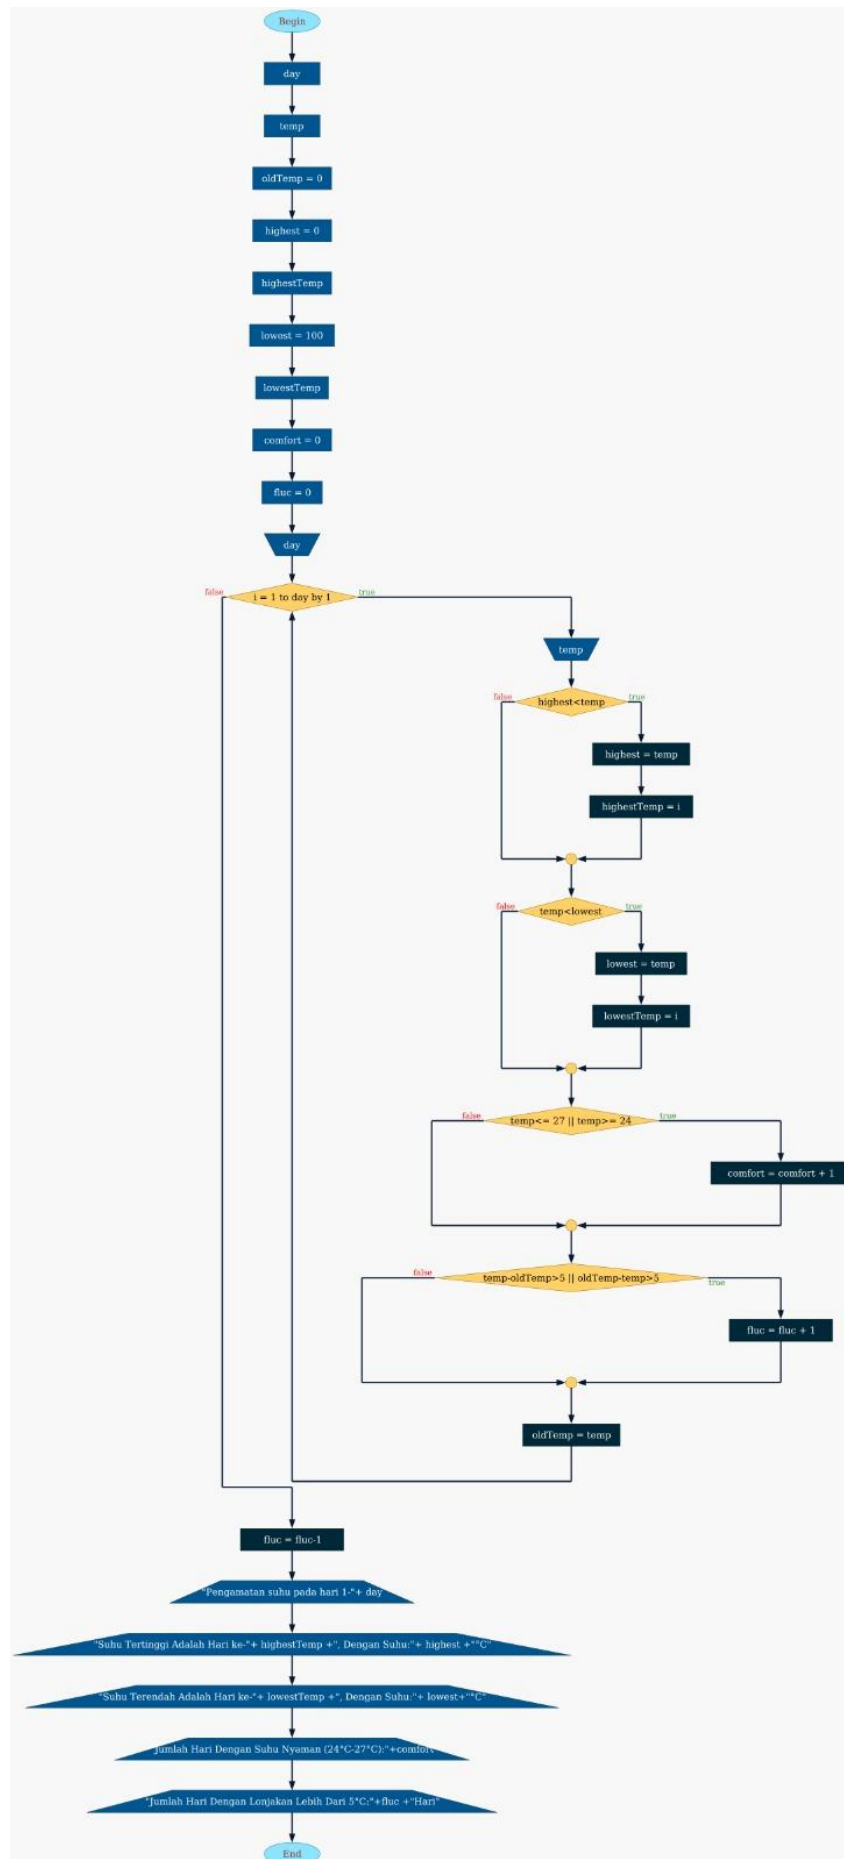 Begin
day
temp
oldTemp = 0
highest = 0
highestTemp
lowest = 100
lowestTemp
comfort = 0
fluc = 0
day
false
i = 1 to day by 1
true
temp
false
highest<temp
true
highest = temp
highestTemp = i
false
temp<lowest
true
lowest = temp
lowestTemp = i
false
temp<= 27 || temp>= 24
true
comfort = comfort + 1
false
temp-oldTemp>5 || oldTemp-temp>5
true
fluc = fluc + 1
oldTemp = temp
fluc = fluc-1
"Pengamatan suhu pada hari 1-"+ day
"Suhu Tertinggi Adalah Hari ke-"+ highestTemp +", Dengan Suhu:"+ highest +"°C"
"Suhu Terendah Adalah Hari ke-"+ lowestTemp +", Dengan Suhu:"+ lowest+"°C"
Jumlah Hari Dengan Suhu Nyaman (24°C-27°C):"+comfort
"Jumlah Hari Dengan Lonjakan Lebih Dari 5°C:"+fluc +"Hari"
End